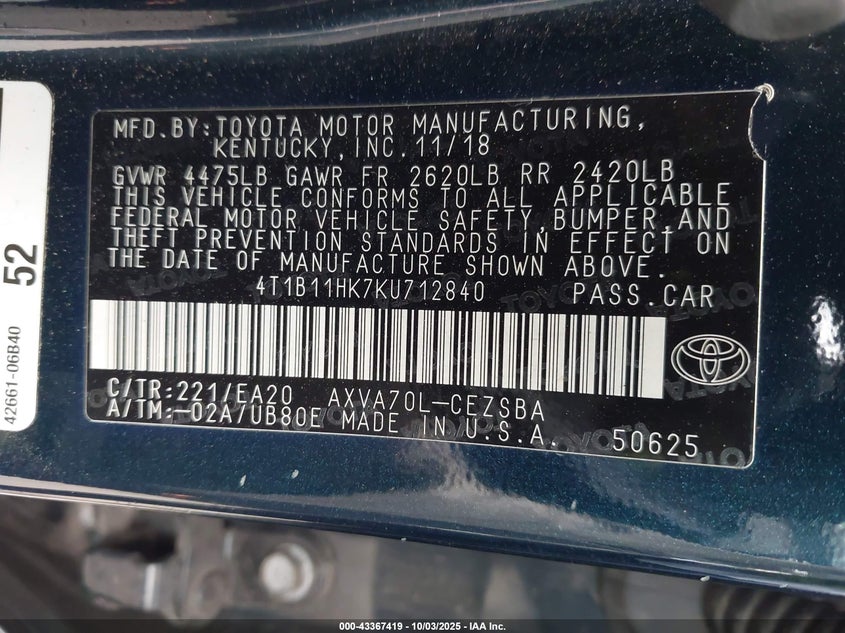 MFD.BY:TOYOTA MOTOR MANUFACTURING,
KENTUCKY,INC.11/18
GVWR 4475LB GAWR FR 2620LB RR 2420LB
THIS VEHICLE CONFORMS TO ALL APPLICABLE
FEDERAL MOTOR VEHICLE SAFETY,BUMPER,AND
THEFT PREVENTION STANDARDS IN EFFECT ON
THE DATE OF MANUFACTURE SHOWN ABOVE.
4T1B11HK7KU712840 PASS.CAR
C/TR:221/EA20 AXVA70L-CEZSBA
A/TM:-02A/UB80E MADE IN U.S.A. 50625
52
42661-06B40
000-43367419 - 10/03/2025 - IAA Inc.